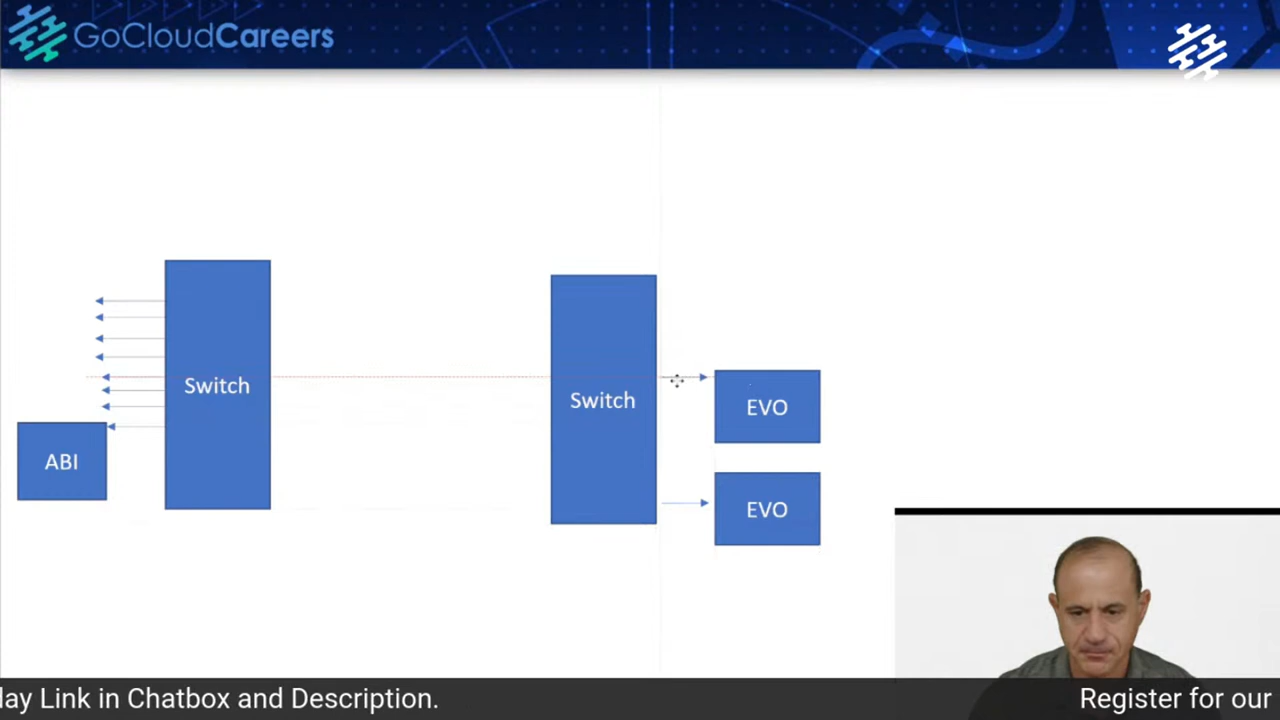 GoCloudCareers
Switch
Switch
EVO
ABI
EVO
lay Link in Chatbox and Description.
Register for our